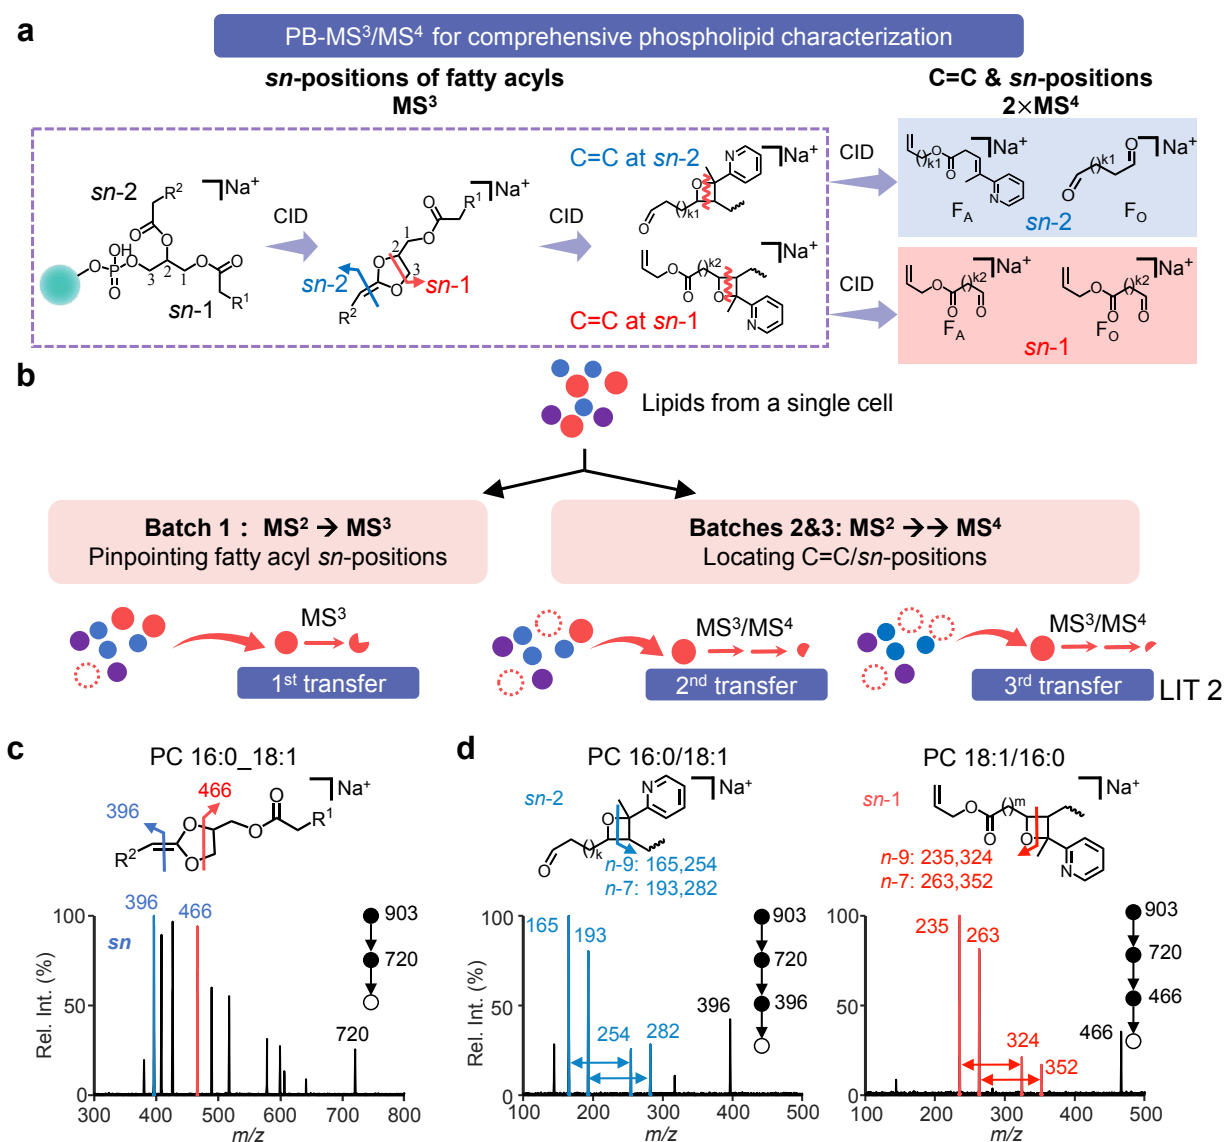 a
PB-MS³/MS⁴ for comprehensive phospholipid characterization
sn-positions of fatty acyls
MS³
C=C & sn-positions
2×MS⁴
sn-2
R²
O
O
OH
P
O
O
O
3
2
1
O
O
R¹
sn-1
Na⁺
CID
R¹
O
O
1
2
3
O
O
sn-2
sn-1
R²
Na⁺
CID
C=C at sn-2
N
O
O
()k1
Na⁺
O
O
()k2
O
N
Na⁺
C=C at sn-1
CID
CID
()k1
O
O
N
Na⁺
F_A
O
()k1
O
Na⁺
F_O
sn-2
O
O
()k2
O
Na⁺
F_A
O
O
()k2
O
Na⁺
F_O
sn-1
b
Lipids from a single cell
Batch 1 : MS² → MS³
Pinpointing fatty acyl sn-positions
Batches 2&3: MS² →→ MS⁴
Locating C=C/sn-positions
MS³
1st transfer
MS³/MS⁴
2nd transfer
MS³/MS⁴
3rd transfer
LIT 2
c
PC 16:0_18:1
396
466
Na⁺
O
O
O
O
R¹
R²
100
50
0
Rel. Int. (%)
sn
396
466
720
903
720
300 400 500 600 700 800
m/z
d
PC 16:0/18:1
sn-2
N
O
O
()k
Na⁺
n-9: 165,254
n-7: 193,282
100
50
0
Rel. Int. (%)
165
193
254
282
396
903
720
396
100 200 300 400 500
m/z
PC 18:1/16:0
sn-1
O
O
()m
O
N
Na⁺
n-9: 235,324
n-7: 263,352
100
50
0
235
263
324
352
466
903
720
466
100 200 300 400 500
m/z